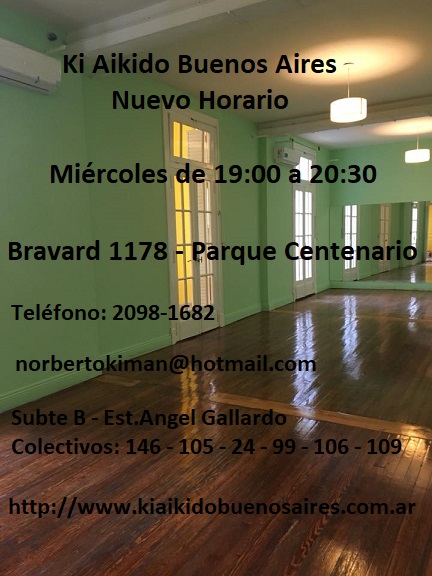 Ki Aikido Buenos Aires
Nuevo Horario
Miércoles de 19:00 a 20:30
Bravard 1178 - Parque Centenario
Teléfono: 2098-1682
norbertokiman@hotmail.com
Subte B - Est.Angel Gallardo
Colectivos: 146 - 105 - 24 - 99 - 106 - 109
http://www.kiaikidobuenosaires.com.ar